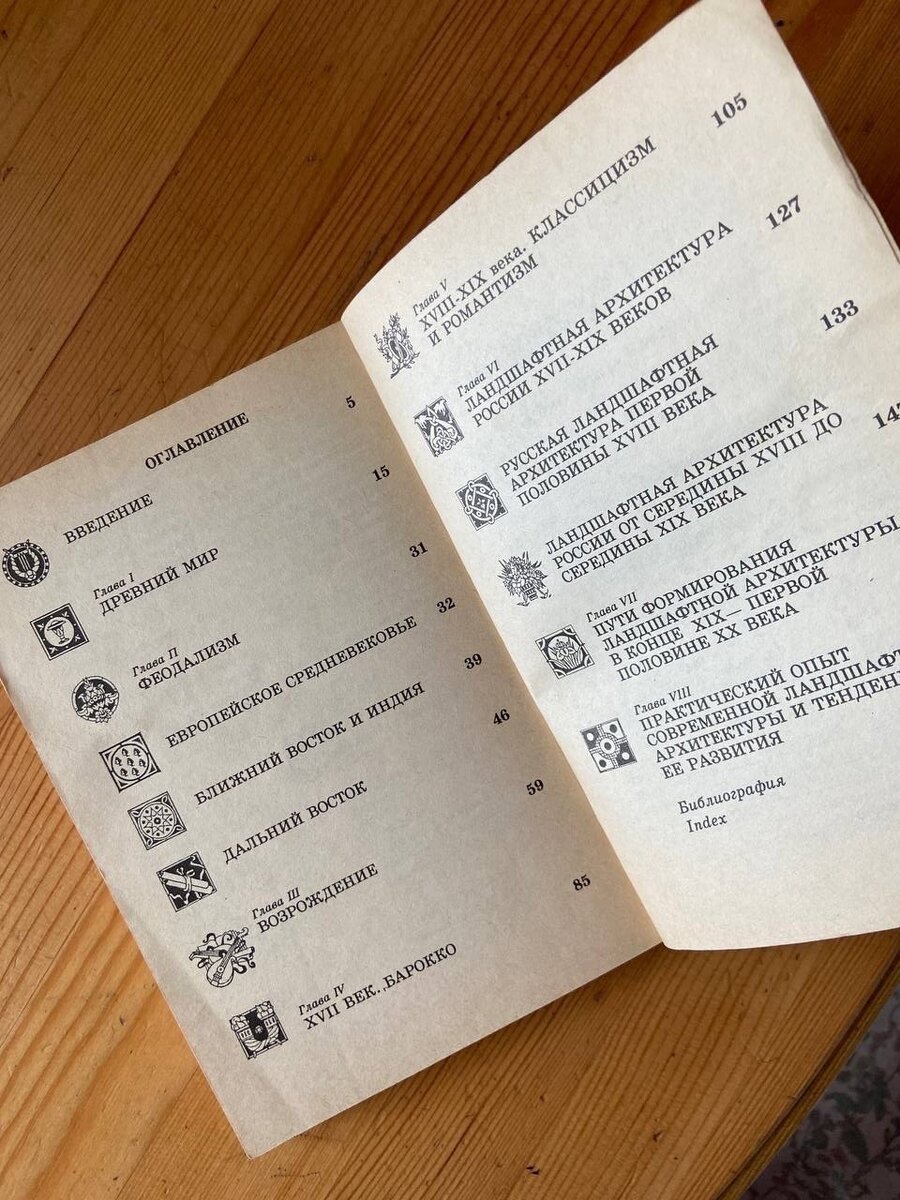 ОГЛАВЛЕНИЕ
ВВЕДЕНИЕ 5
Глава I
ДРЕВНИЙ МИР 15
Глава II
ФЕОДАЛИЗМ 31
ЕВРОПЕЙСКОЕ СРЕДНЕВЕКОВЬЕ 32
БЛИЖНИЙ ВОСТОК И ИНДИЯ 39
ДАЛЬНИЙ ВОСТОК 46
Глава III
ВОЗРОЖДЕНИЕ 59
Глава IV
XVII ВЕК. БАРОККО 85
Глава V
XVIII-XIX века. КЛАССИЦИЗМ 105
И РОМАНТИЗМ
Глава VI
ЛАНДШАФТНАЯ АРХИТЕКТУРА 127
РОССИИ XVII-XIX ВЕКОВ
РУССКАЯ ЛАНДШАФТНАЯ 133
АРХИТЕКТУРА ПЕРВОЙ
ПОЛОВИНЫ XVIII ВЕКА
ЛАНДШАФТНАЯ АРХИТЕКТУРА 14
РОССИИ ОТ СЕРЕДИНЫ XVIII ДО
СЕРЕДИНЫ XIX ВЕКА
Глава VII
ПУТИ ФОРМИРОВАНИЯ
ЛАНДШАФТНОЙ АРХИТЕКТУРЫ
В КОНЦЕ XIX— ПЕРВОЙ
ПОЛОВИНЕ XX ВЕКА
Глава VIII
ПРАКТИЧЕСКИЙ ОПЫТ
СОВРЕМЕННОЙ ЛАНДШАФТ
АРХИТЕКТУРЫ И ТЕНДЕН
ЕЕ РАЗВИТИЯ
Библиография
Index